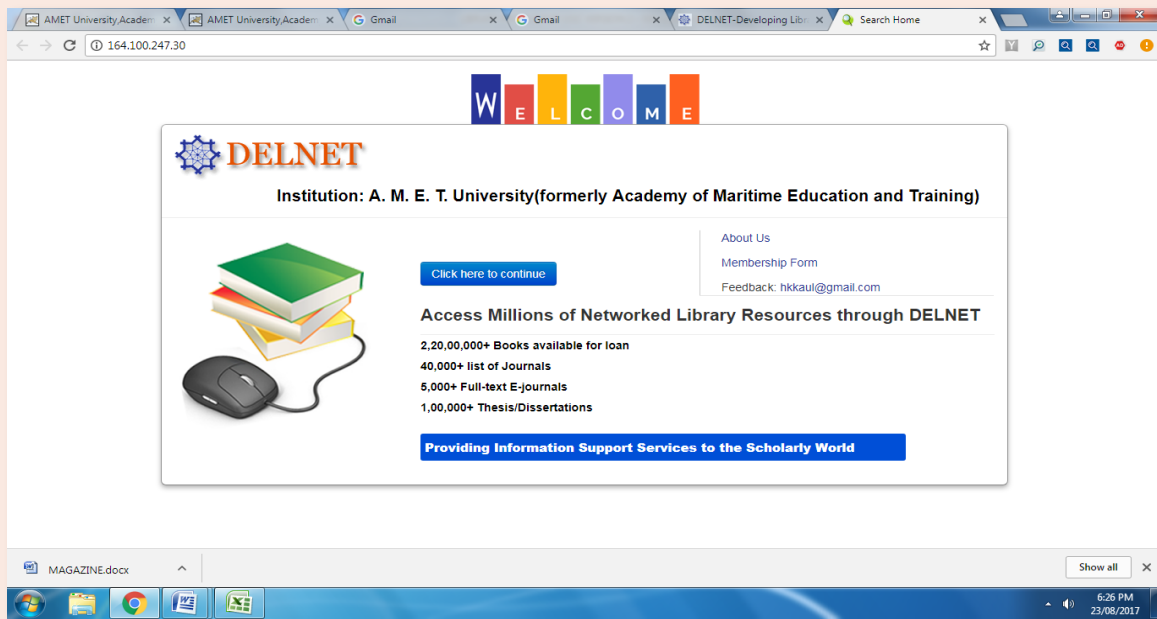 AMET University,Academ
AMET University,Academ
Gmail
Gmail
DELNET-Developing Libr
Search Home
164.100.247.30
WELCOME
DELNET
Institution: A. M. E. T. University(formerly Academy of Maritime Education and Training)
Click here to continue
About Us
Membership Form
Feedback: hkkaul@gmail.com
Access Millions of Networked Library Resources through DELNET
2,20,00,000+ Books available for loan
40,000+ list of Journals
5,000+ Full-text E-journals
1,00,000+ Thesis/Dissertations
Providing Information Support Services to the Scholarly World
MAGAZINE.docx
Show all
6:26 PM
23/08/2017